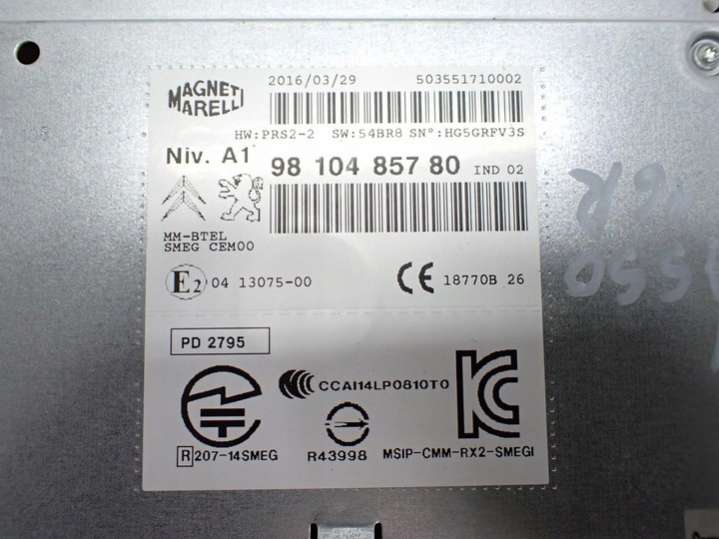 MAGNETI
MARELLI
2016/03/29 503551710002
HW:PRS2-2 SW:54BR8 SN°:HG5GRFV3S
Niv. A1
98 104 857 80 IND 02
MM-BTEL
SMEG CEM00
E2 04 13075-00
CE 18770B 26
PD 2795
CCAI14LP0810T0
R 207-14SMEG
R43998
MSIP-CMM-RX2-SMEGI